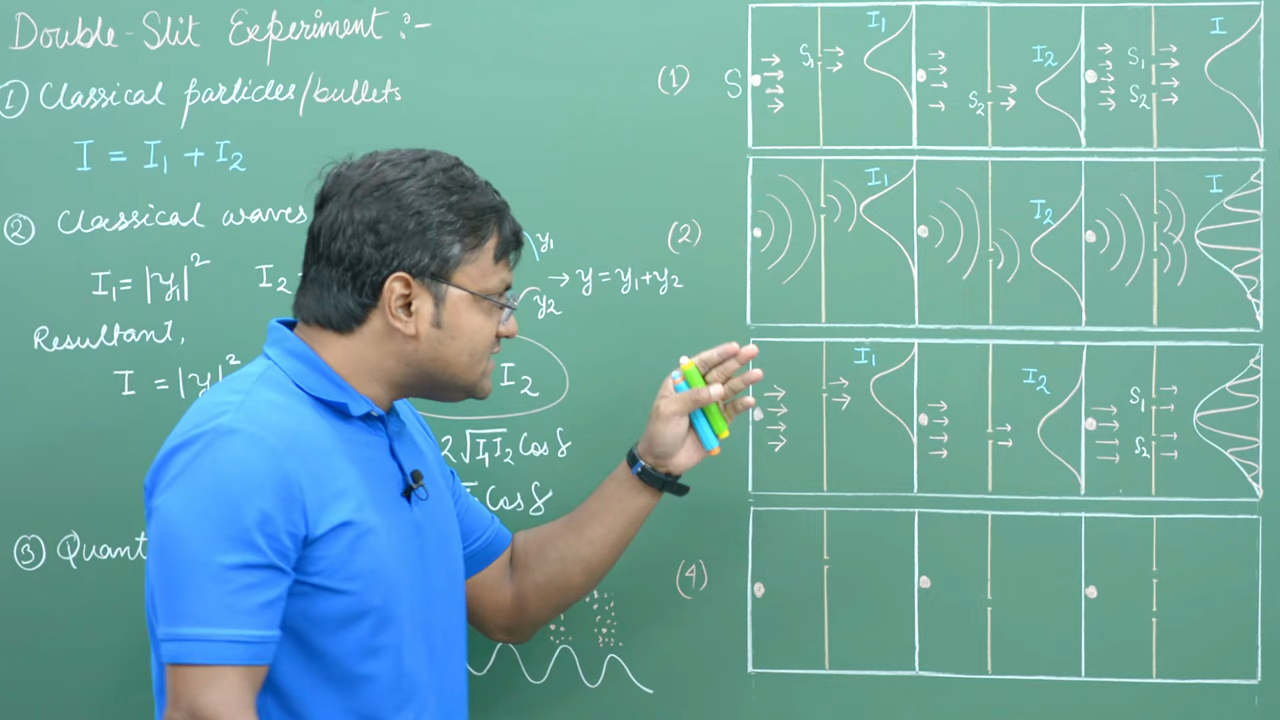 Double-Slit Experiment :-
① Classical particles/bullets
I = I₁ + I₂
② Classical waves
I₁ = |y₁|² I₂
y₁
y₂
→ y = y₁+y₂
Resultant,
I = |y|²
I₂
2√I₁I₂ Cos δ
Cos δ
③ Quant
(1) S S₁ I₁ S₂ I₂ S₁ S₂ I
(2) I₁ I₂ I
I₁ I₂ S₁ S₂
(4)